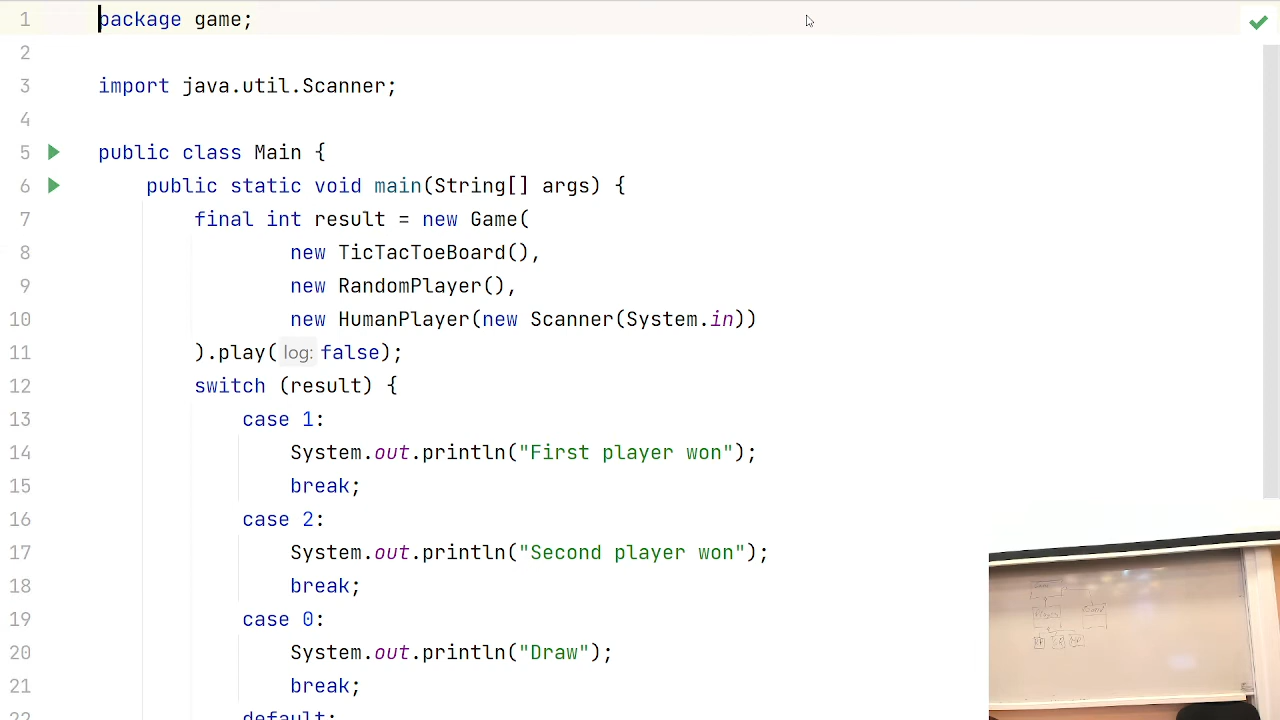 1 package game;
2
3 import java.util.Scanner;
4
5 public class Main {
6 public static void main(String[] args) {
7 final int result = new Game(
8 new TicTacToeBoard(),
9 new RandomPlayer(),
10 new HumanPlayer(new Scanner(System.in))
11 ).play( log: false);
12 switch (result) {
13 case 1:
14 System.out.println("First player won");
15 break;
16 case 2:
17 System.out.println("Second player won");
18 break;
19 case 0:
20 System.out.println("Draw");
21 break;
22 default: